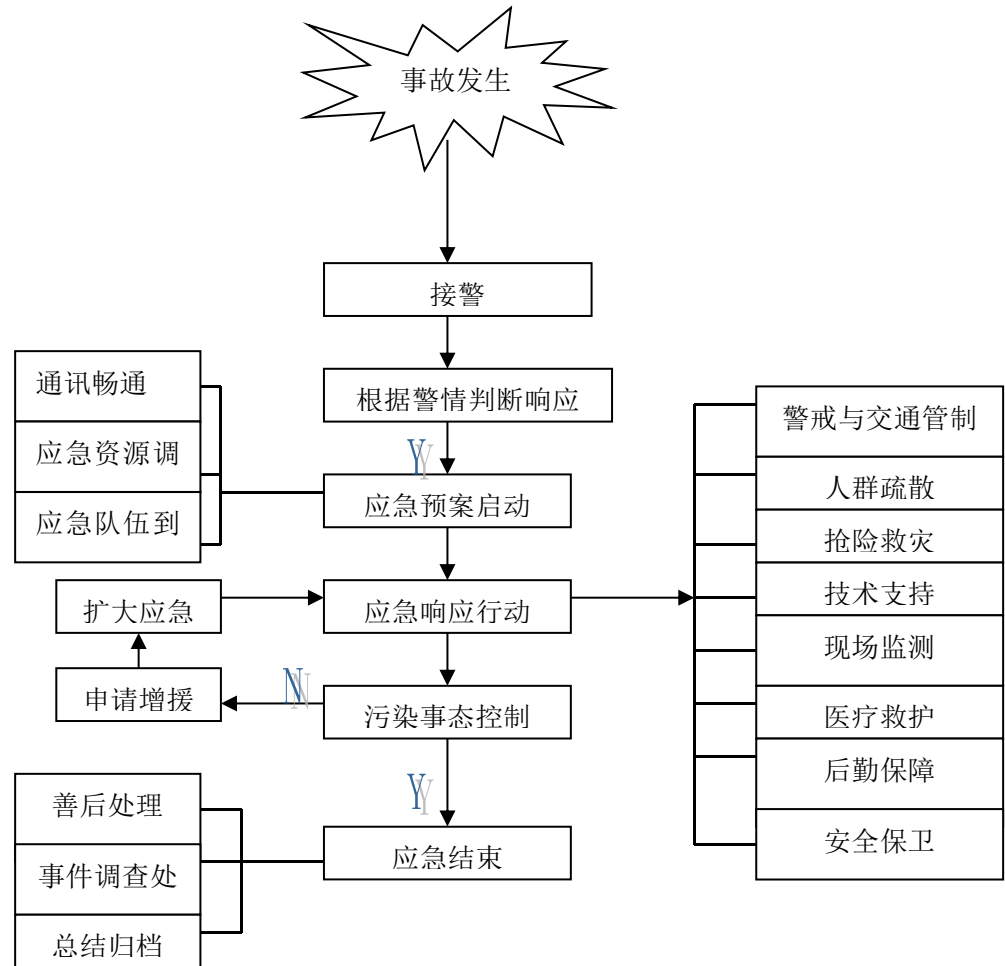 事故发生
接警
根据警情判断响应
Y
应急预案启动
通讯畅通
应急资源调
应急队伍到
应急响应行动
扩大应急
申请增援
N
污染事态控制
Y
应急结束
善后处理
事件调查处
总结归档
警戒与交通管制
人群疏散
抢险救灾
技术支持
现场监测
医疗救护
后勤保障
安全保卫